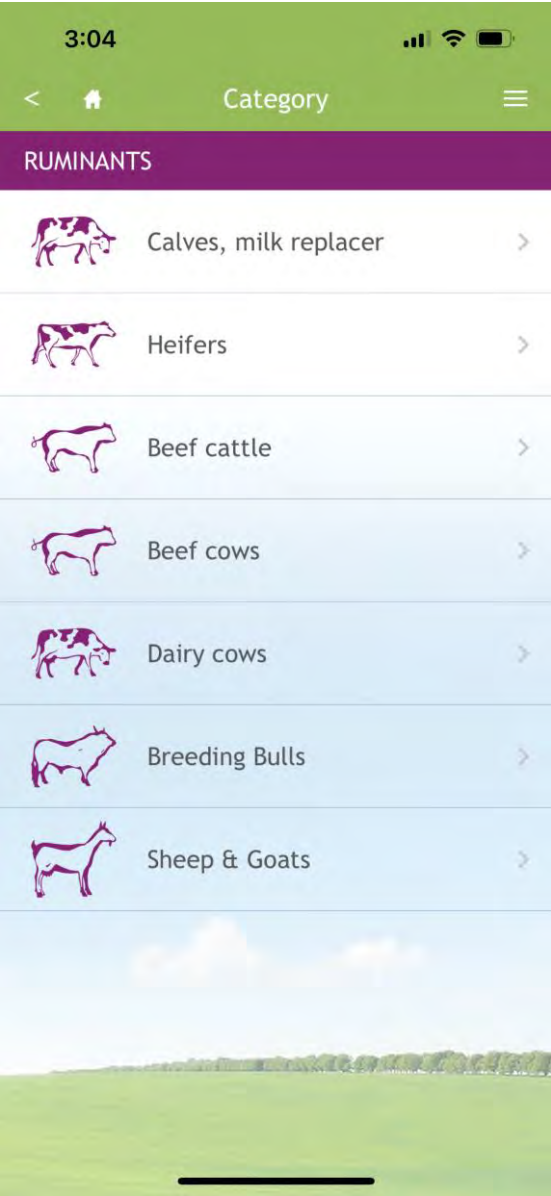 3:04
< Category
RUMINANTS
Calves, milk replacer
Heifers
Beef cattle
Beef cows
Dairy cows
Breeding Bulls
Sheep & Goats